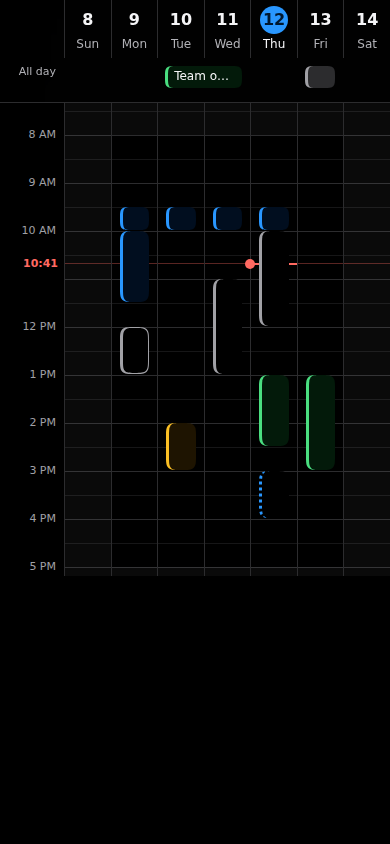 8 9 10 11 12 13 14
Sun Mon Tue Wed Thu Fri Sat
All day Team o...
8 AM
9 AM
10 AM
10:41
12 PM
1 PM
2 PM
3 PM
4 PM
5 PM